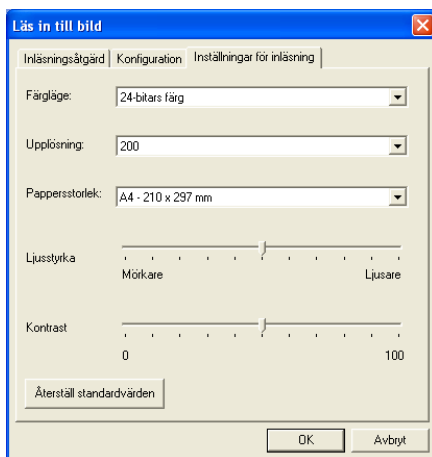 Läs in till bild
Inläsningsåtgärd Konfiguration Inställningar för inläsning
Färgläge: 24-bitars färg
Upplösning: 200
Pappersstorlek: A4 - 210 x 297 mm
Ljusstyrka
Mörkare Ljusare
Kontrast
0 100
Återställ standardvärden
OK Avbryt